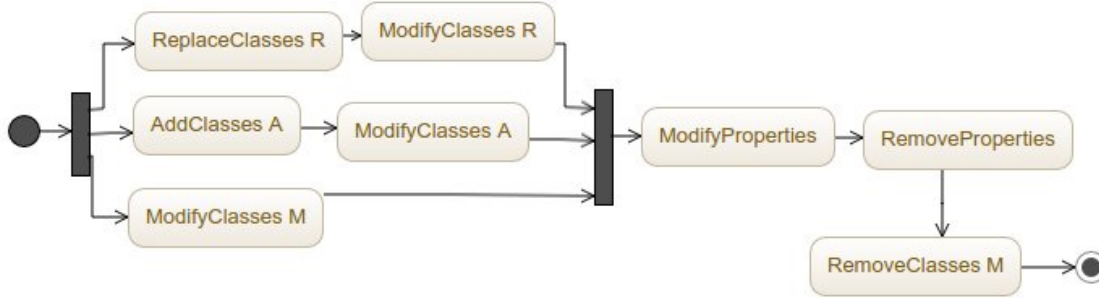 ReplaceClasses R
ModifyClasses R
AddClasses A
ModifyClasses A
ModifyClasses M
ModifyProperties
RemoveProperties
RemoveClasses M